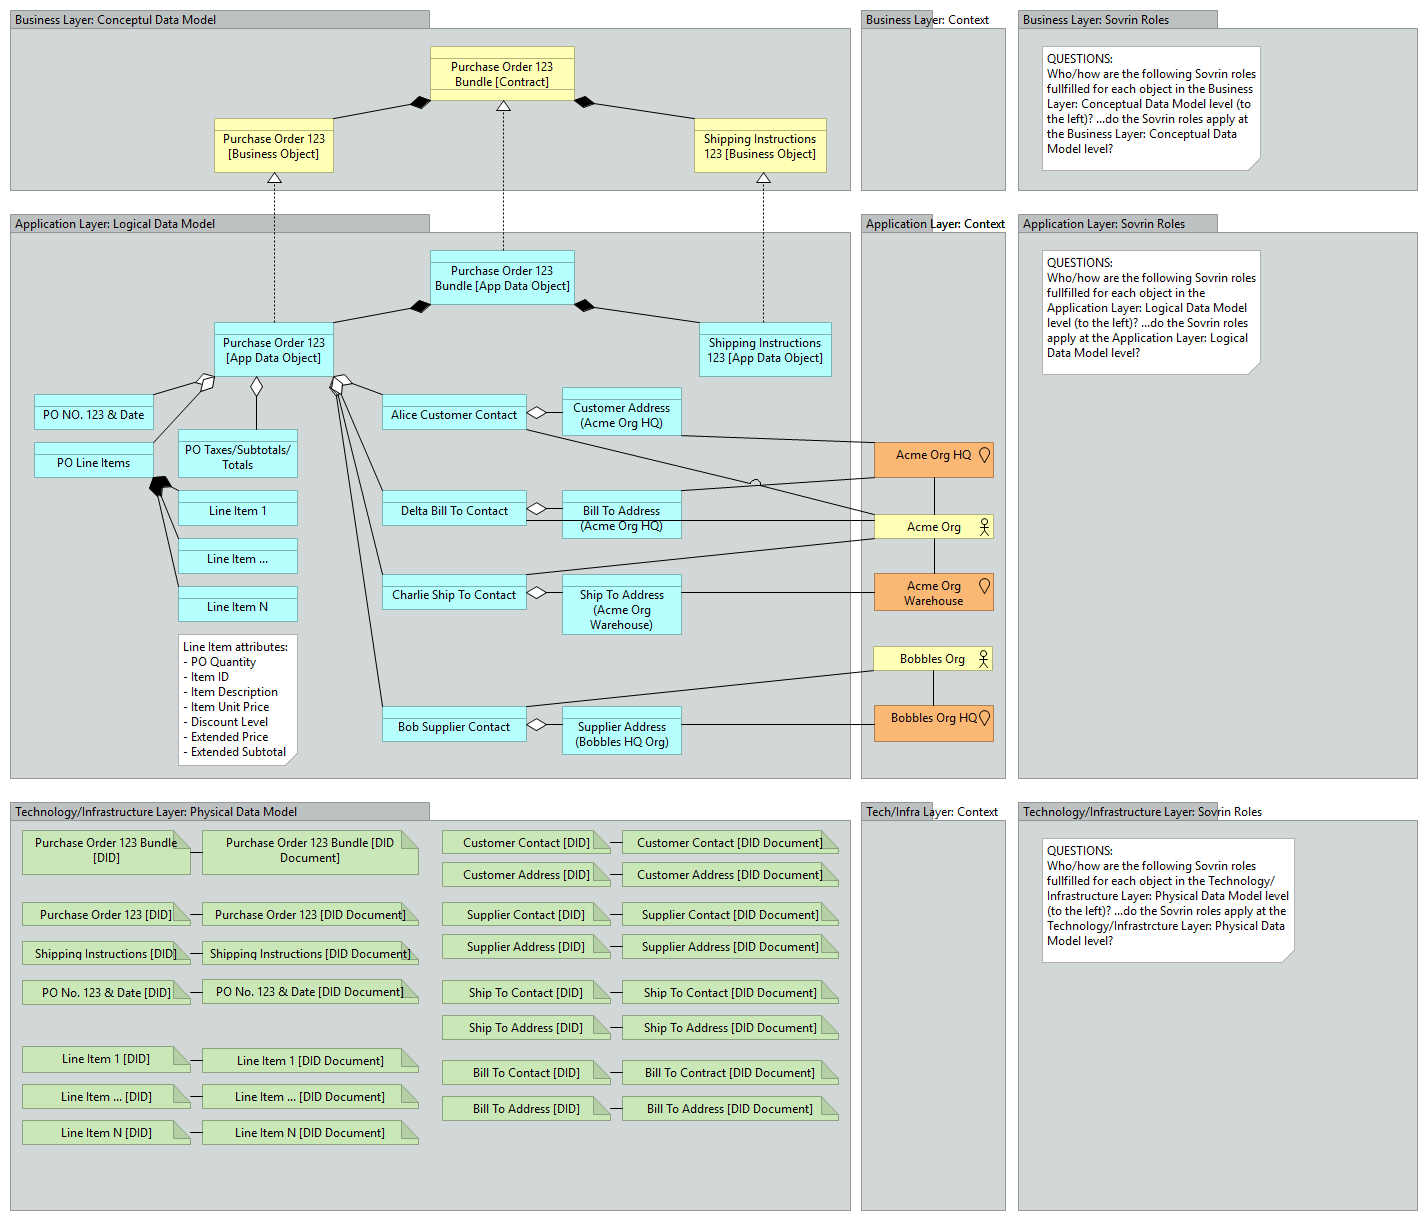 Business Layer: Conceptul Data Model
Purchase Order 123
Bundle [Contract]
Purchase Order 123
[Business Object]
Shipping Instructions
123 [Business Object]
Business Layer: Context
Business Layer: Sovrin Roles
QUESTIONS:
Who/how are the following Sovrin roles
fullfilled for each object in the Business
Layer: Conceptual Data Model level (to
the left)? ...do the Sovrin roles apply at
the Business Layer: Conceptual Data
Model level?
Application Layer: Logical Data Model
Purchase Order 123
Bundle [App Data Object]
Purchase Order 123
[App Data Object]
Shipping Instructions
123 [App Data Object]
PO NO. 123 & Date
PO Line Items
PO Taxes/Subtotals/
Totals
Line Item 1
Line Item ...
Line Item N
Line Item attributes:
- PO Quantity
- Item ID
- Item Description
- Item Unit Price
- Discount Level
- Extended Price
- Extended Subtotal
Alice Customer Contact
Customer Address
(Acme Org HQ)
Delta Bill To Contact
Bill To Address
(Acme Org HQ)
Charlie Ship To Contact
Ship To Address
(Acme Org
Warehouse)
Bob Supplier Contact
Supplier Address
(Bobbles HQ Org)
Application Layer: Context
Acme Org HQ
Acme Org
Acme Org
Warehouse
Bobbles Org
Bobbles Org HQ
Application Layer: Sovrin Roles
QUESTIONS:
Who/how are the following Sovrin roles
fullfilled for each object in the
Application Layer: Logical Data Model
level (to the left)? ...do the Sovrin roles
apply at the Application Layer: Logical
Data Model level?
Technology/Infrastructure Layer: Physical Data Model
Purchase Order 123 Bundle
[DID]
Purchase Order 123 Bundle [DID
Document]
Purchase Order 123 [DID]
Purchase Order 123 [DID Document]
Shipping Instructions [DID]
Shipping Instructions [DID Document]
PO No. 123 & Date [DID]
PO No. 123 & Date [DID Document]
Line Item 1 [DID]
Line Item 1 [DID Document]
Line Item ... [DID]
Line Item ... [DID Document]
Line Item N [DID]
Line Item N [DID Document]
Customer Contact [DID]
Customer Contact [DID Document]
Customer Address [DID]
Customer Address [DID Document]
Supplier Contact [DID]
Supplier Contact [DID Document]
Supplier Address [DID]
Supplier Address [DID Document]
Ship To Contact [DID]
Ship To Contact [DID Document]
Ship To Address [DID]
Ship To Address [DID Document]
Bill To Contact [DID]
Bill To Contract [DID Document]
Bill To Address [DID]
Bill To Address [DID Document]
Tech/Infra Layer: Context
Technology/Infrastructure Layer: Sovrin Roles
QUESTIONS:
Who/how are the following Sovrin roles
fullfilled for each object in the Technology/
Infrastructure Layer: Physical Data Model level
(to the left)? ...do the Sovrin roles apply at the
Technology/Infrastrcture Layer: Physical Data
Model level?